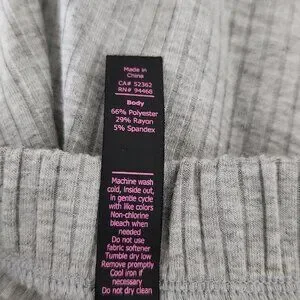 Made in
China
CA# 52362
RN# 94468
Body
66% Polyester
29% Rayon
5% Spandex
Machine wash
cold, Inside out,
in gentle cycle
with like colors
Non-chlorine
bleach when
needed
Do not use
fabric softener
Tumble dry low
Remove promptly
Cool iron if
necessary
Do not dry clean